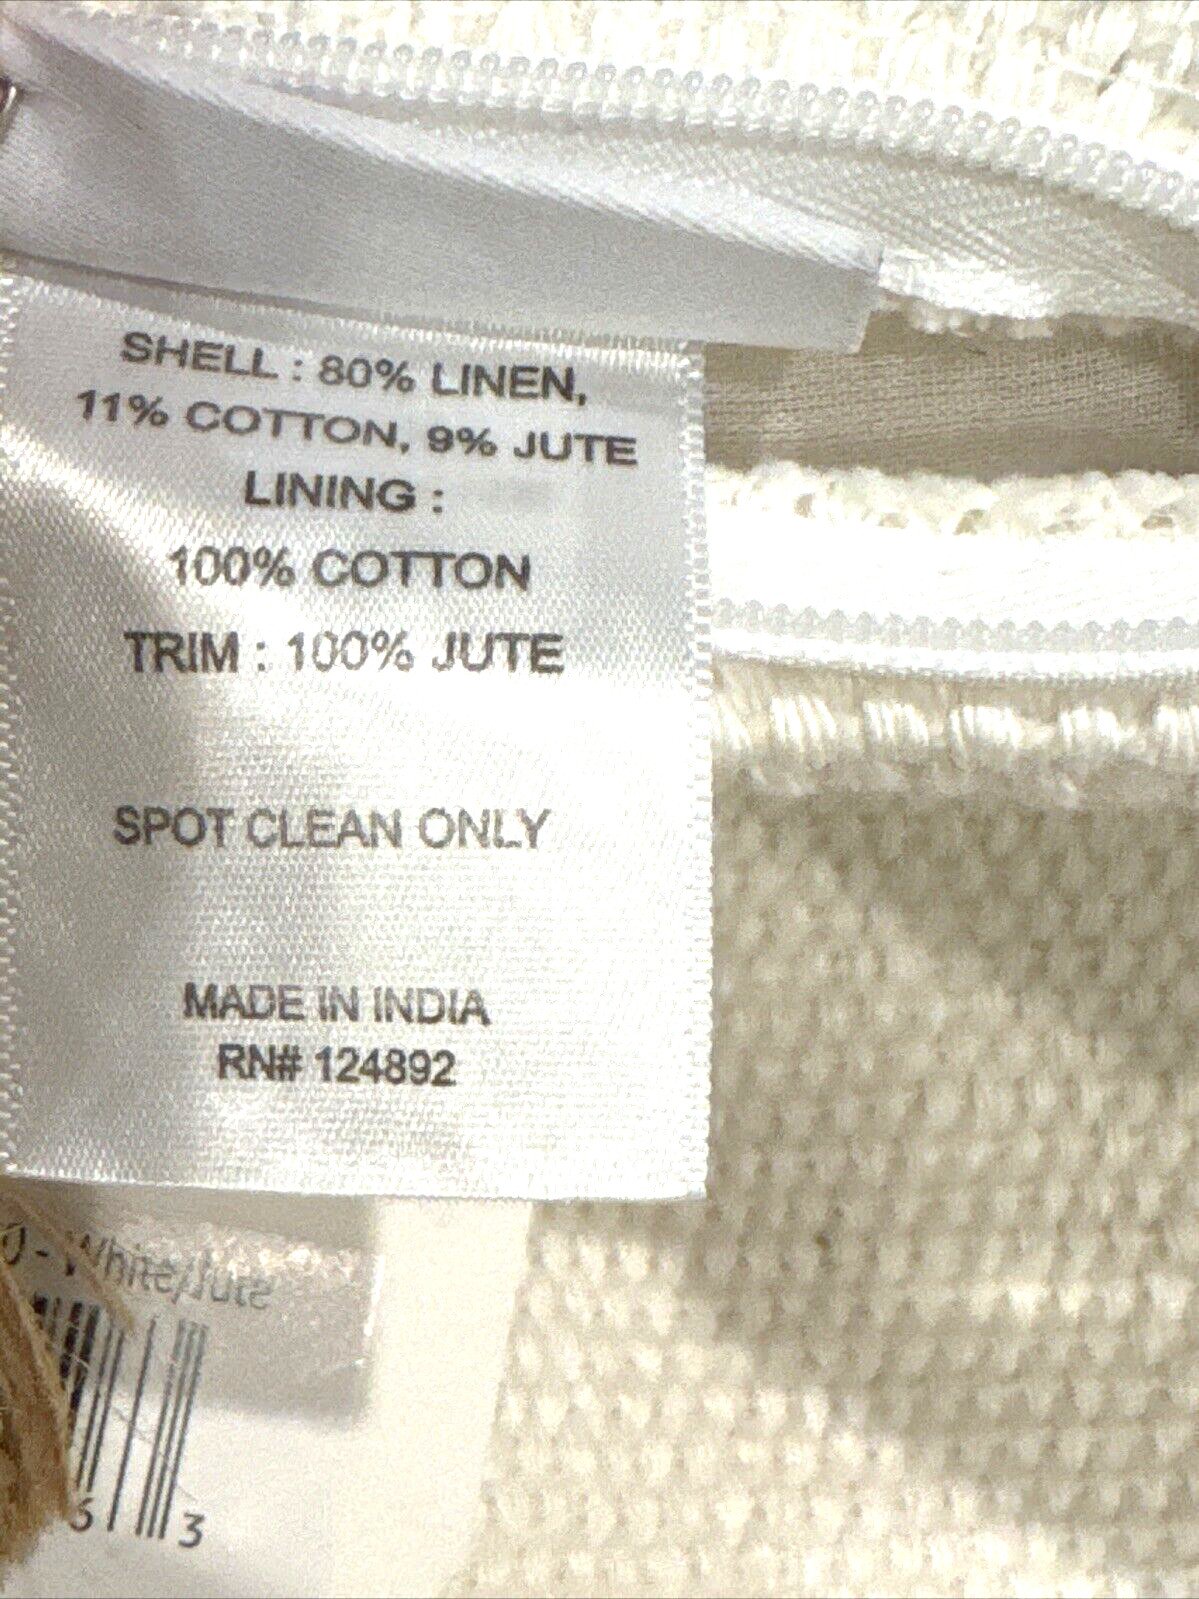 SHELL : 80% LINEN,
11% COTTON, 9% JUTE
LINING :
100% COTTON
TRIM : 100% JUTE
SPOT CLEAN ONLY
MADE IN INDIA
RN# 124892
- White/Jute
3